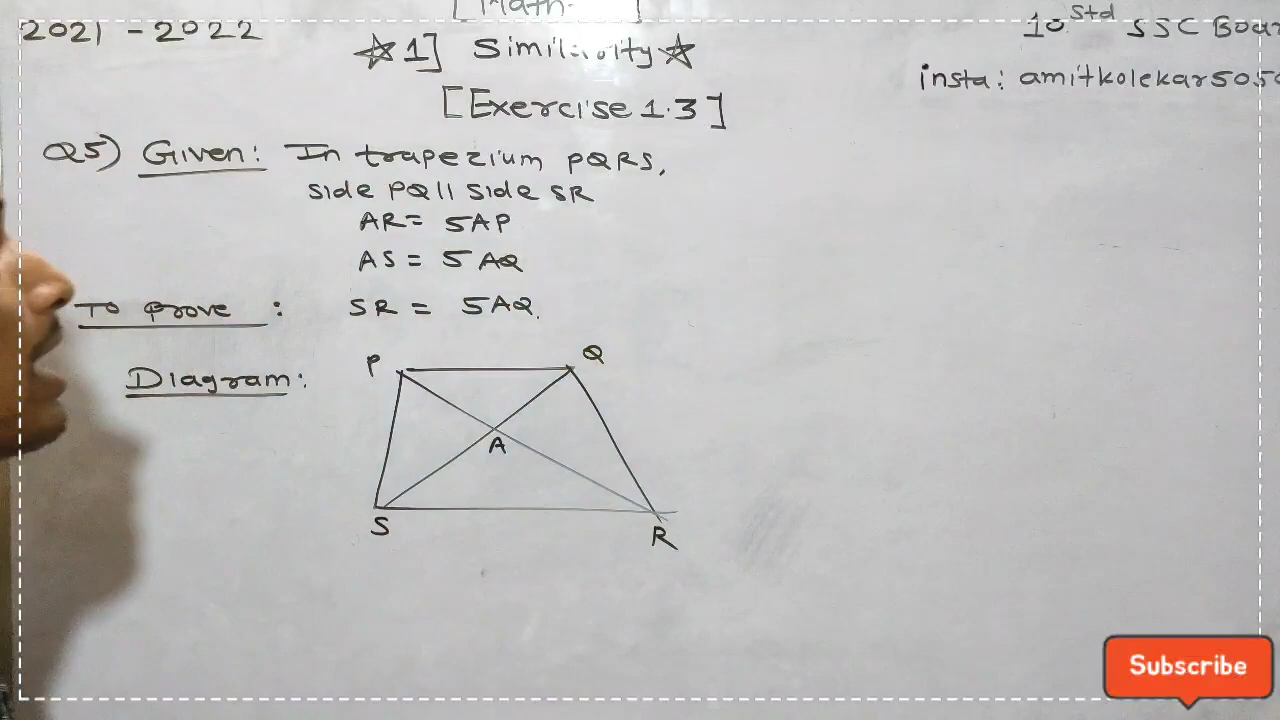 [Math. ]
2021 - 2022
10 Std SSC Boar
☆ 1] Similarity ☆
insta: amitkolekar505
[Exercise 1.3]
Q5) Given: In trapezium PQRS,
side PQ || side SR
AR = 5AP
AS = 5AQ
To prove : SR = 5AQ.
Diagram:
P Q
A
S R
Subscribe